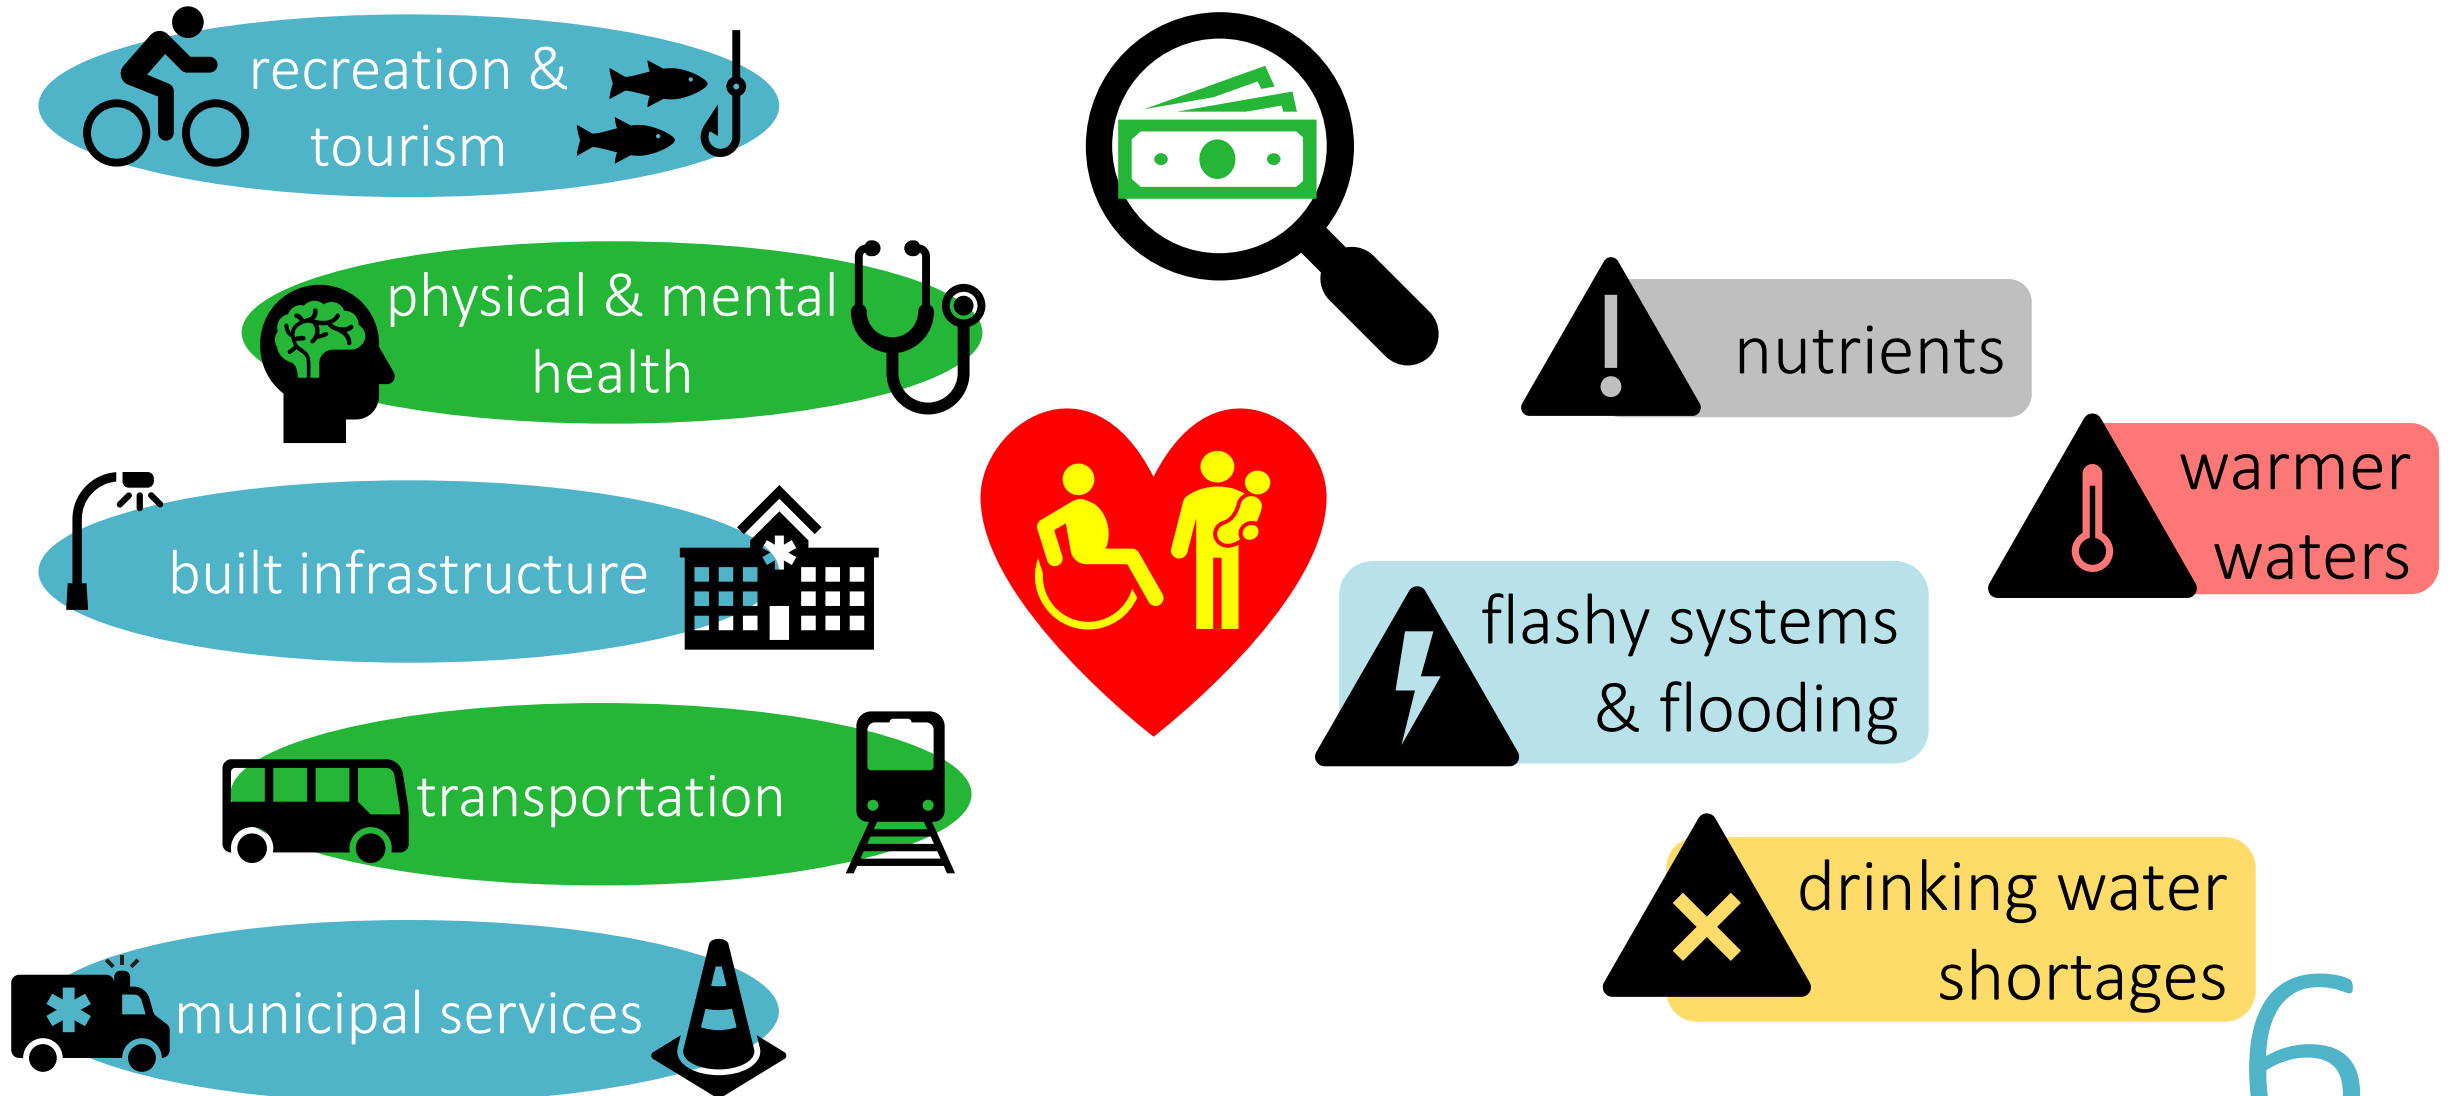 recreation &
tourism
physical & mental
health
built infrastructure
transportation
municipal services
nutrients
warmer
waters
flashy systems
& flooding
drinking water
shortages
6